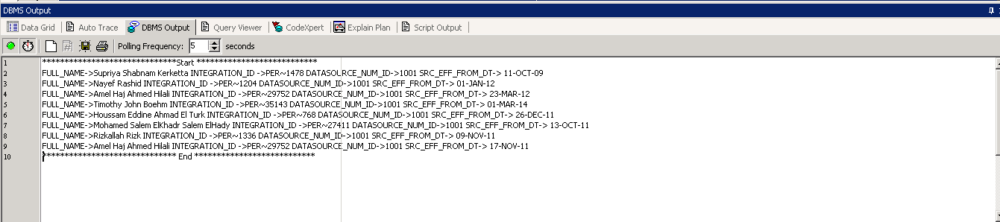 DBMS Output
Data Grid Auto Trace DBMS Output Query Viewer CodeXpert Explain Plan Script Output
Polling Frequency: 5 seconds
1 ******************************Start ***************************
2 FULL_NAME->Supriya Shabnam Kerketta INTEGRATION_ID ->PER~1478 DATASOURCE_NUM_ID->1001 SRC_EFF_FROM_DT-> 11-OCT-09
3 FULL_NAME->Nayef Rashid INTEGRATION_ID ->PER~1204 DATASOURCE_NUM_ID->1001 SRC_EFF_FROM_DT-> 01-JAN-12
4 FULL_NAME->Amel Haj Ahmed Hilali INTEGRATION_ID ->PER~29752 DATASOURCE_NUM_ID->1001 SRC_EFF_FROM_DT-> 23-MAR-12
5 FULL_NAME->Timothy John Boehm INTEGRATION_ID ->PER~35143 DATASOURCE_NUM_ID->1001 SRC_EFF_FROM_DT-> 01-MAR-14
6 FULL_NAME->Houssam Eddine Ahmad El Turk INTEGRATION_ID ->PER~768 DATASOURCE_NUM_ID->1001 SRC_EFF_FROM_DT-> 26-DEC-11
7 FULL_NAME->Mohamed Salem ElKhadr Salem ElHady INTEGRATION_ID ->PER~27411 DATASOURCE_NUM_ID->1001 SRC_EFF_FROM_DT-> 13-OCT-11
8 FULL_NAME->Rizkallah Rizk INTEGRATION_ID ->PER~1336 DATASOURCE_NUM_ID->1001 SRC_EFF_FROM_DT-> 09-NOV-11
9 FULL_NAME->Amel Haj Ahmed Hilali INTEGRATION_ID ->PER~29752 DATASOURCE_NUM_ID->1001 SRC_EFF_FROM_DT-> 17-NOV-11
10 ****************************** End ***************************